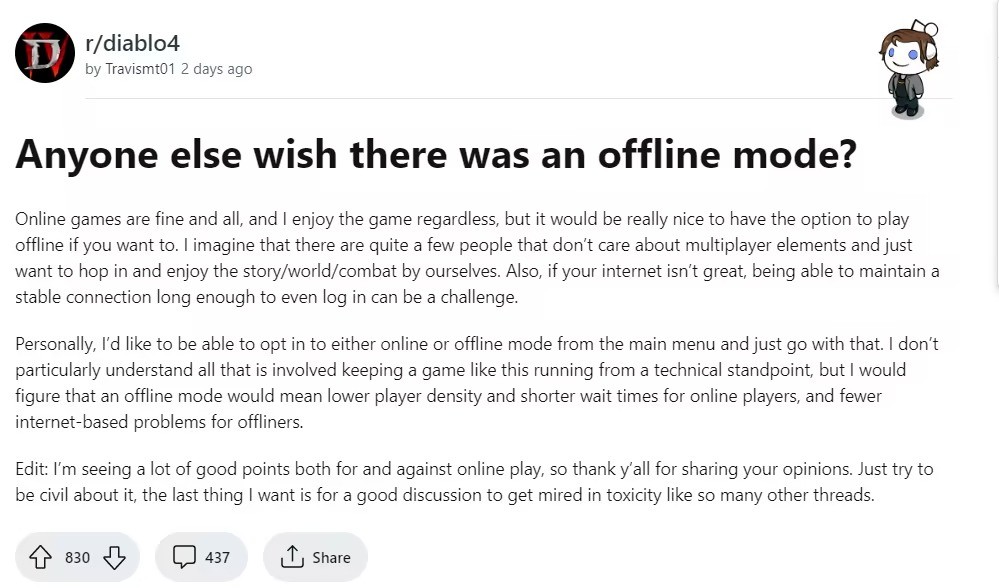 r/diablo4
by Travismt01 2 days ago
Anyone else wish there was an offline mode?
Online games are fine and all, and I enjoy the game regardless, but it would be really nice to have the option to play
offline if you want to. I imagine that there are quite a few people that don't care about multiplayer elements and just
want to hop in and enjoy the story/world/combat by ourselves. Also, if your internet isn't great, being able to maintain a
stable connection long enough to even log in can be a challenge.
Personally, I'd like to be able to opt in to either online or offline mode from the main menu and just go with that. I don't
particularly understand all that is involved keeping a game like this running from a technical standpoint, but I would
figure that an offline mode would mean lower player density and shorter wait times for online players, and fewer
internet-based problems for offliners.
Edit: I'm seeing a lot of good points both for and against online play, so thank y'all for sharing your opinions. Just try to
be civil about it, the last thing I want is for a good discussion to get mired in toxicity like so many other threads.
830 437 Share